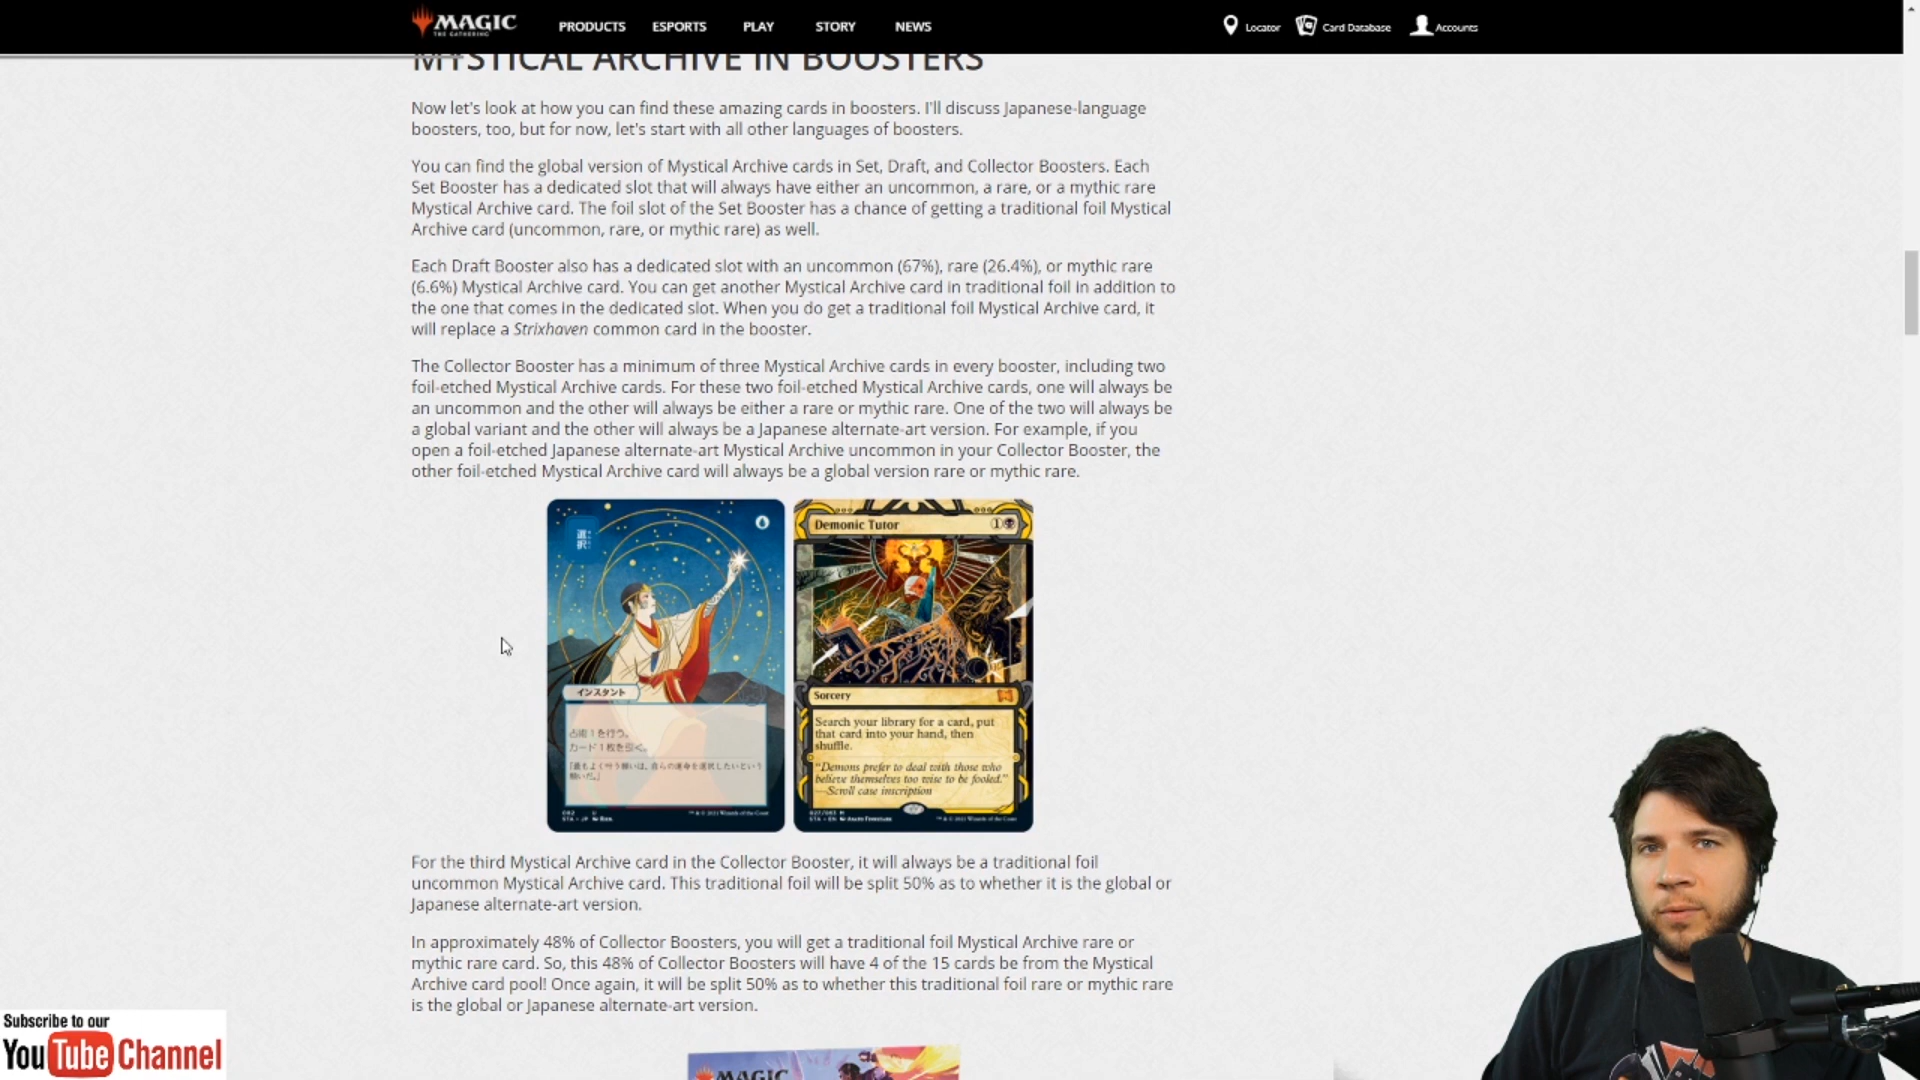 MAGIC
THE GATHERING
PRODUCTS
ESPORTS
PLAY
STORY
NEWS
Locator
Card Database
Accounts
MYSTICAL ARCHIVE IN BOOSTERS
Now let's look at how you can find these amazing cards in boosters. I'll discuss Japanese-language
boosters, too, but for now, let's start with all other languages of boosters.
You can find the global version of Mystical Archive cards in Set, Draft, and Collector Boosters. Each
Set Booster has a dedicated slot that will always have either an uncommon, a rare, or a mythic rare
Mystical Archive card. The foil slot of the Set Booster has a chance of getting a traditional foil Mystical
Archive card (uncommon, rare, or mythic rare) as well.
Each Draft Booster also has a dedicated slot with an uncommon (67%), rare (26.4%), or mythic rare
(6.6%) Mystical Archive card. You can get another Mystical Archive card in traditional foil in addition to
the one that comes in the dedicated slot. When you do get a traditional foil Mystical Archive card, it
will replace a Strixhaven common card in the booster.
The Collector Booster has a minimum of three Mystical Archive cards in every booster, including two
foil-etched Mystical Archive cards. For these two foil-etched Mystical Archive cards, one will always be
an uncommon and the other will always be either a rare or mythic rare. One of the two will always be
a global variant and the other will always be a Japanese alternate-art version. For example, if you
open a foil-etched Japanese alternate-art Mystical Archive uncommon in your Collector Booster, the
other foil-etched Mystical Archive card will always be a global version rare or mythic rare.
選択
インスタント
占術1を行う。
カード1枚を引く。
Demonic Tutor
1
Sorcery
Search your library for a card, put
that card into your hand, then
shuffle.
"Demons prefer to deal with those who
believe themselves too wise to be fooled."
—Scroll case inscription
For the third Mystical Archive card in the Collector Booster, it will always be a traditional foil
uncommon Mystical Archive card. This traditional foil will be split 50% as to whether it is the global or
Japanese alternate-art version.
In approximately 48% of Collector Boosters, you will get a traditional foil Mystical Archive rare or
mythic rare card. So, this 48% of Collector Boosters will have 4 of the 15 cards be from the Mystical
Archive card pool! Once again, it will be split 50% as to whether this traditional foil rare or mythic rare
is the global or Japanese alternate-art version.
MAGIC
Subscribe to our
YouTube Channel